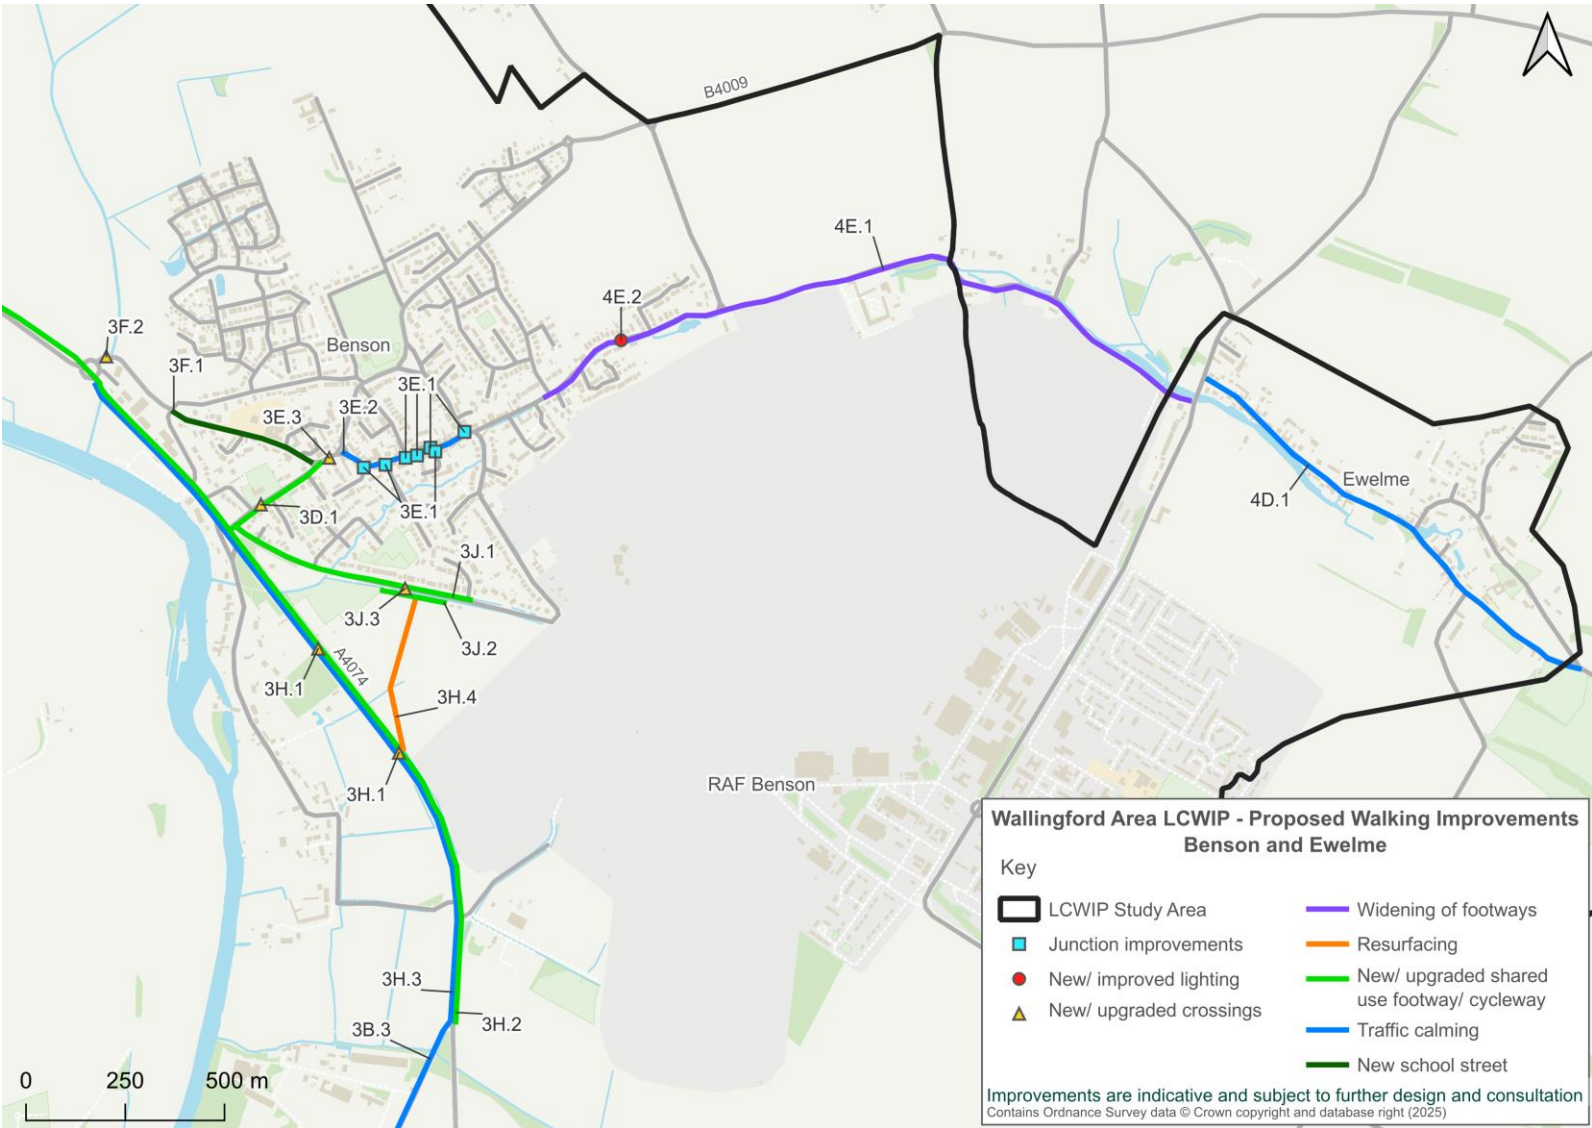 B4009
4E.1
4E.2
3F.2
Benson
3F.1
3E.1
3E.2
3E.3
3D.1
3E.1
Ewelme
4D.1
3J.1
3J.3
3J.2
A4074
3H.1
3H.4
3H.1
RAF Benson
3H.3
3H.2
3B.3
0 250 500 m
Wallingford Area LCWIP - Proposed Walking Improvements
Benson and Ewelme
Key
LCWIP Study Area
Junction improvements
New/ improved lighting
New/ upgraded crossings
Widening of footways
Resurfacing
New/ upgraded shared
use footway/ cycleway
Traffic calming
New school street
Improvements are indicative and subject to further design and consultation
Contains Ordnance Survey data © Crown copyright and database right (2025)